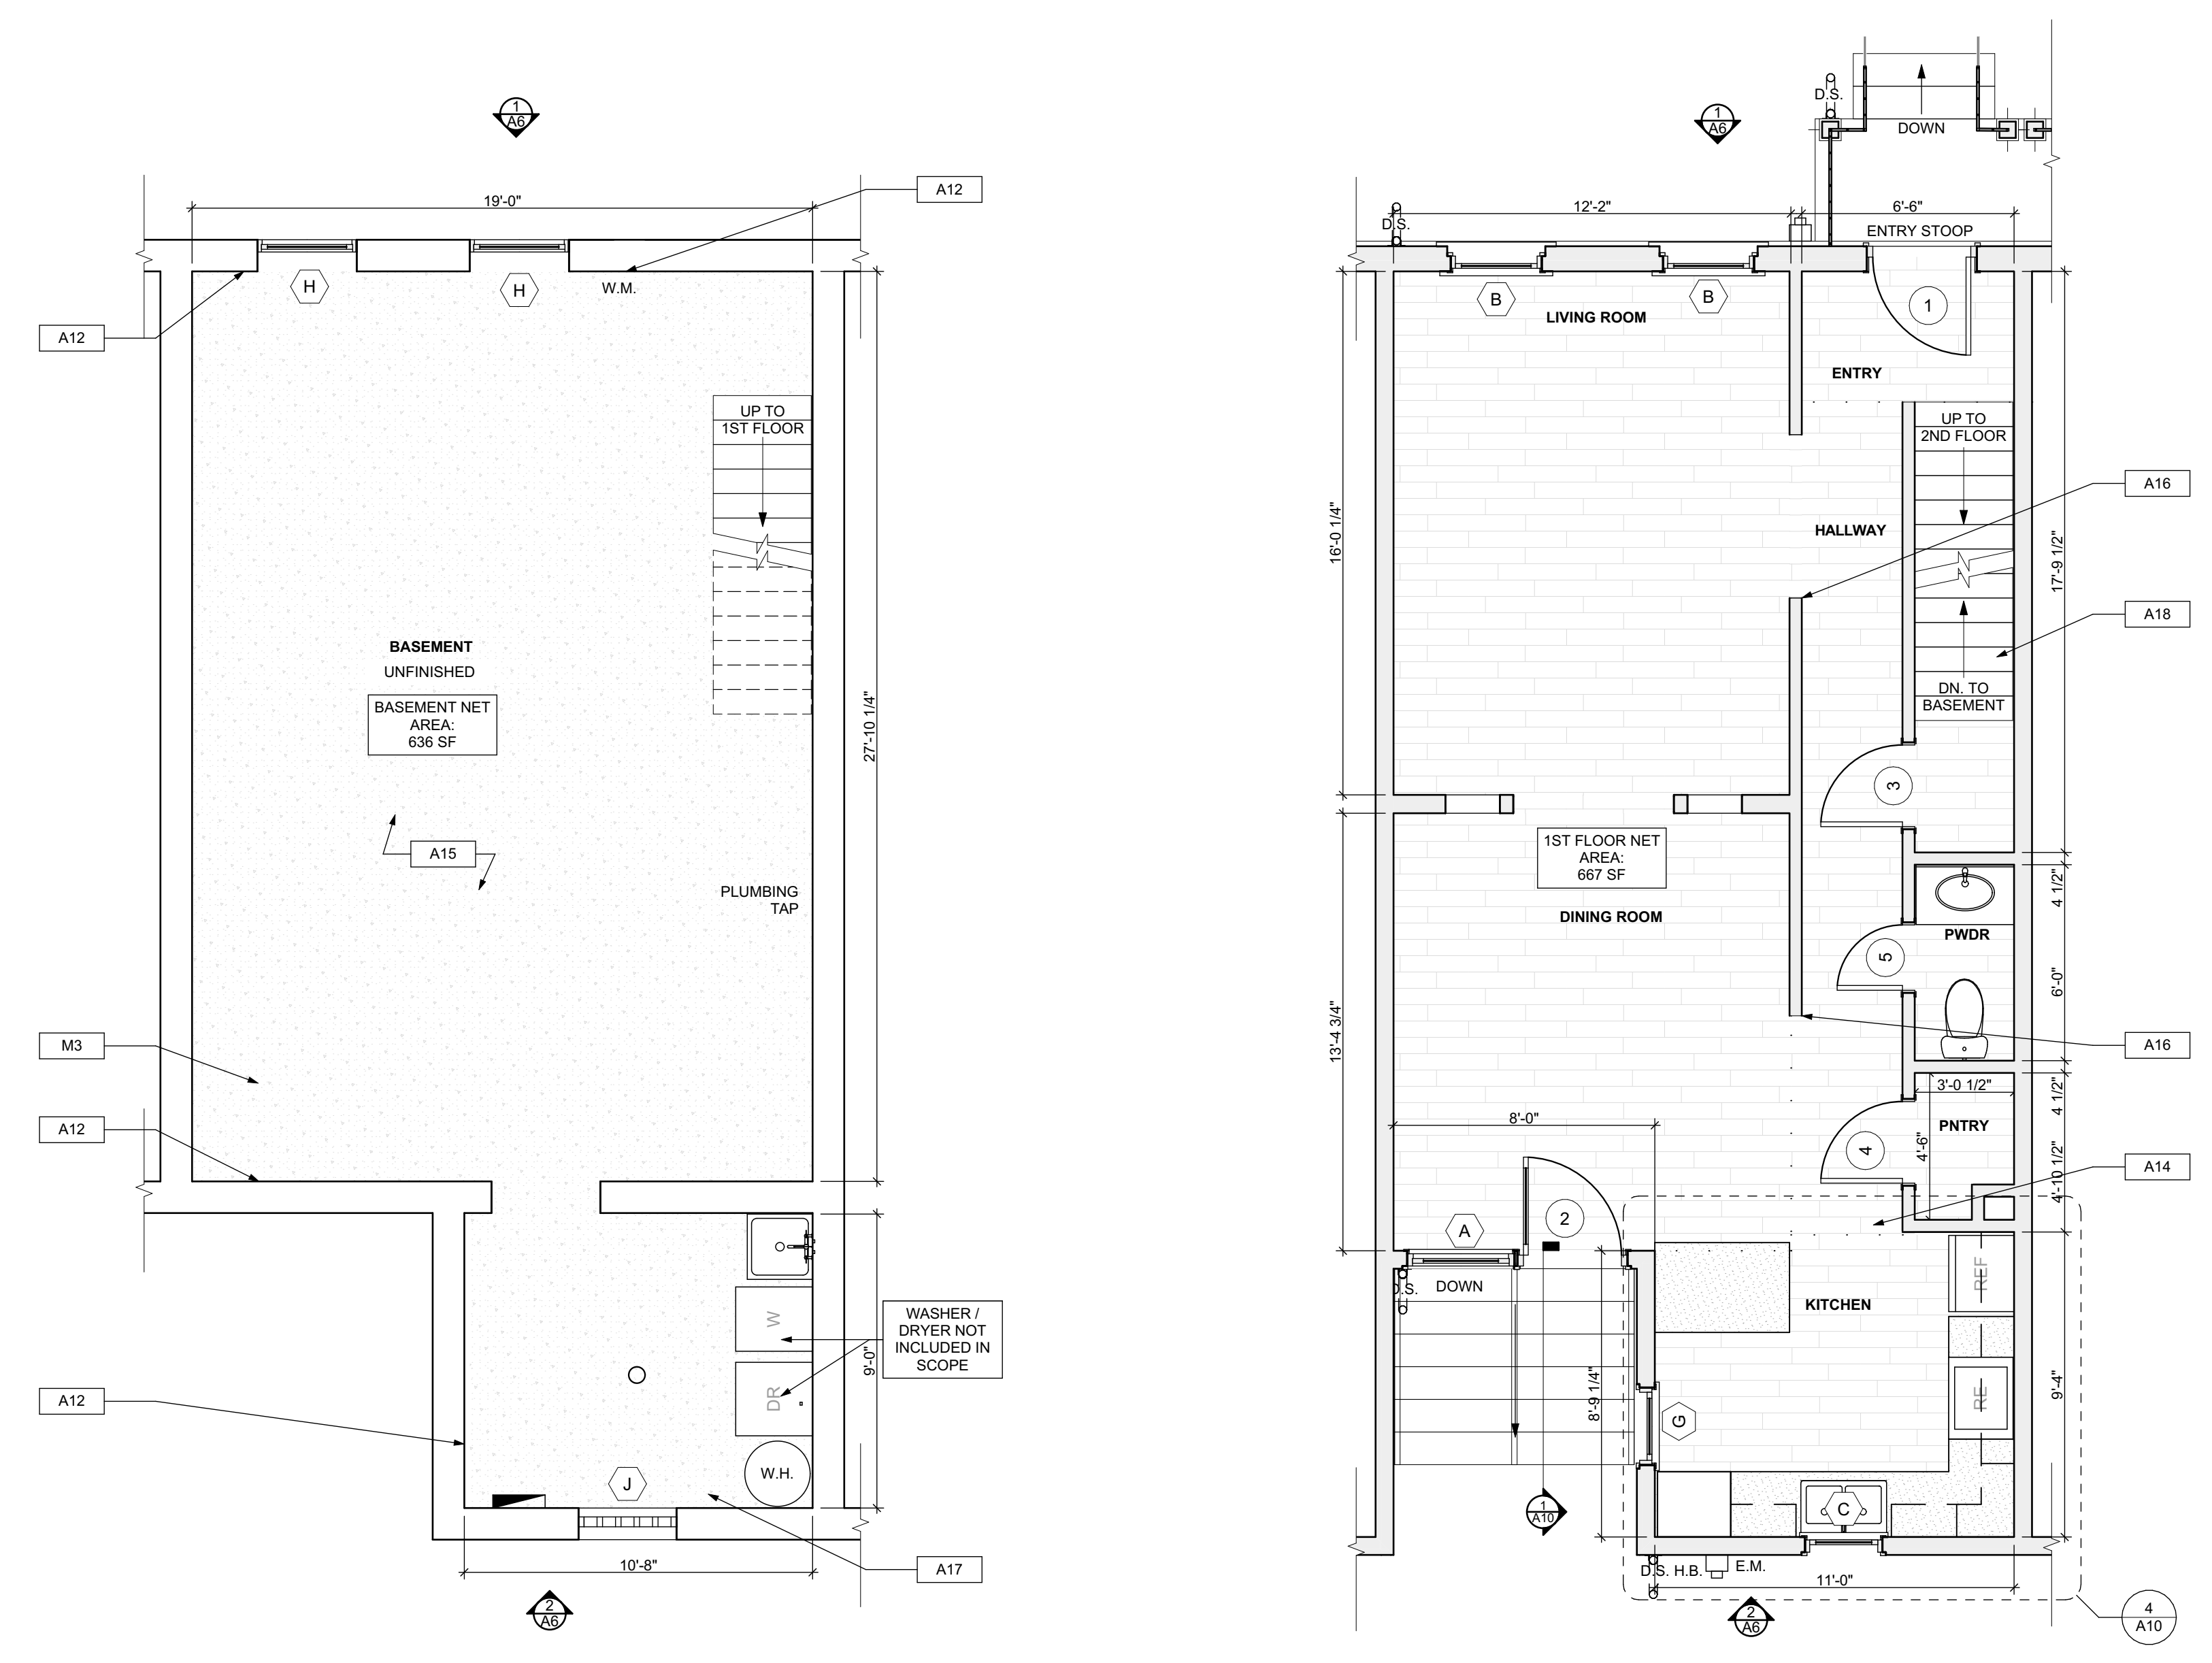 1
A6
A12
19'-0"
H
H
W.M.
A12
UP TO
1ST FLOOR
BASEMENT
UNFINISHED
BASEMENT NET
AREA:
636 SF
27'-10 1/4"
A15
PLUMBING
TAP
M3
A12
W
WASHER /
DRYER NOT
INCLUDED IN
SCOPE
DR
9'-0"
A12
J
W.H.
10'-8"
A17
2
A6
1
A6
D.S.
DOWN
D.S.
12'-2"
6'-6"
ENTRY STOOP
B
B
1
LIVING ROOM
ENTRY
UP TO
2ND FLOOR
A16
HALLWAY
16'-0 1/4"
17'-9 1/2"
A18
DN. TO
BASEMENT
3
1ST FLOOR NET
AREA:
667 SF
4 1/2"
DINING ROOM
PWDR
5
6'-0"
13'-4 3/4"
A16
3'-0 1/2"
4 1/2"
8'-0"
PNTRY
4
4'-6"
4'-10 1/2"
A14
A
2
D.S.
DOWN
KITCHEN
REF
8'-9 1/4"
RE
9'-4"
G
C
1
A10
D.S.
H.B.
E.M.
11'-0"
2
A6
4
A10